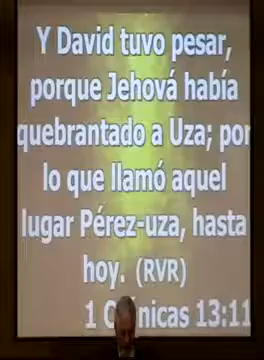 Y David tuvo pesar,
porque Jehová había
quebrantado a Uza; por
lo que llamó aquel
lugar Pérez-uza, hasta
hoy. (RVR)
1 C nicas 13:11